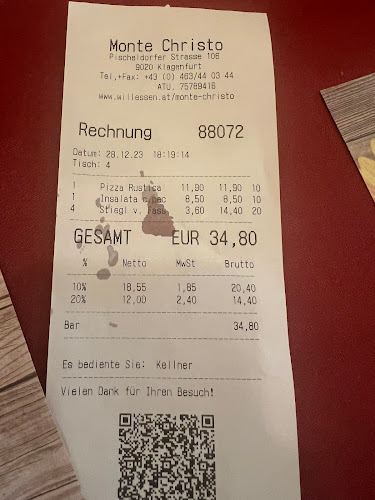 Monte Christo
Pischeldorfer Strasse 106
9020 Klagenfurt
Tel.+Fax: +43 (0) 463/44 03 44
ATU. 75789416
www.willessen.at/monte-christo
Rechnung 88072
Datum: 28.12.23 18:19:14
Tisch: 4
1 Pizza Rustica 11,90 11,90 10
1 Insalata 8,50 8,50 10
4 Stiegl v. Fass 3,60 14,40 20
GESAMT EUR 34,80
% Netto MwSt Brutto
10% 18,55 1,85 20,40
20% 12,00 2,40 14,40
Bar 34,80
Es bediente Sie: Kellner
Vielen Dank für Ihren Besuch!